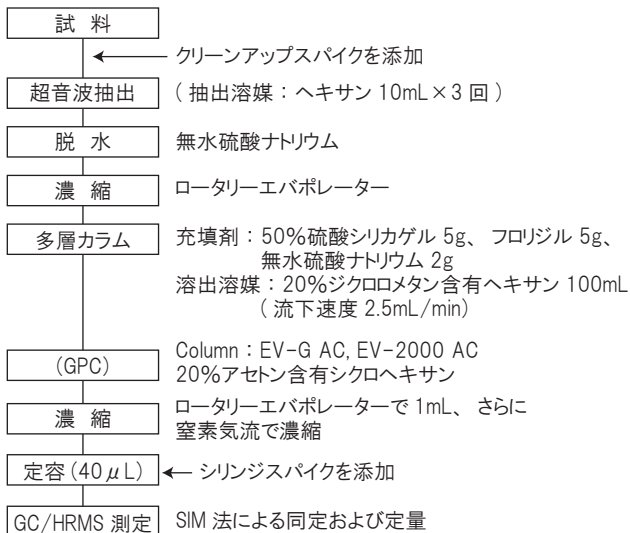 試 料
クリーンアップスパイクを添加
超音波抽出
( 抽出溶媒 : ヘキサン 10mL×3 回 )
脱 水
無水硫酸ナトリウム
濃 縮
ロータリーエバポレーター
多層カラム
充填剤 : 50%硫酸シリカゲル 5g、 フロリジル 5g、
無水硫酸ナトリウム 2g
溶出溶媒 : 20%ジクロロメタン含有ヘキサン 100mL
( 流下速度 2.5mL/min)
(GPC)
Column : EV-G AC, EV-2000 AC
20%アセトン含有シクロヘキサン
濃 縮
ロータリーエバポレーターで 1mL、 さらに
窒素気流で濃縮
定容 (40μL)
シリンジスパイクを添加
GC/HRMS 測定
SIM 法による同定および定量